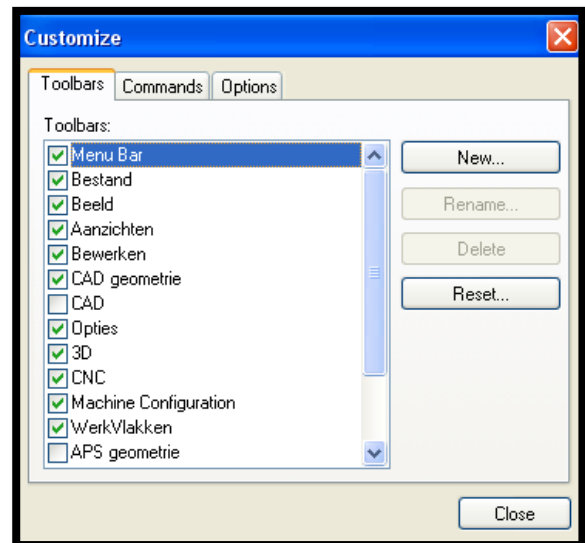 Customize
Toolbars Commands Options
Toolbars:
Menu Bar
Bestand
Beeld
Aanzichten
Bewerken
CAD geometrie
CAD
Opties
3D
CNC
Machine Configuration
WerkVlakken
APS geometrie
New...
Rename...
Delete
Reset...
Close